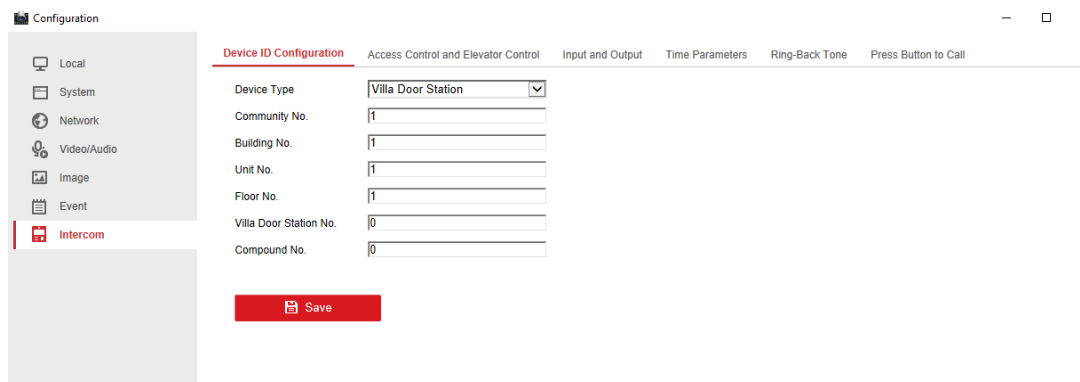 Configuration
Local
System
Network
Video/Audio
Image
Event
Intercom
Device ID Configuration Access Control and Elevator Control Input and Output Time Parameters Ring-Back Tone Press Button to Call
Device Type Villa Door Station
Community No. 1
Building No. 1
Unit No. 1
Floor No. 1
Villa Door Station No. 0
Compound No. 0
Save